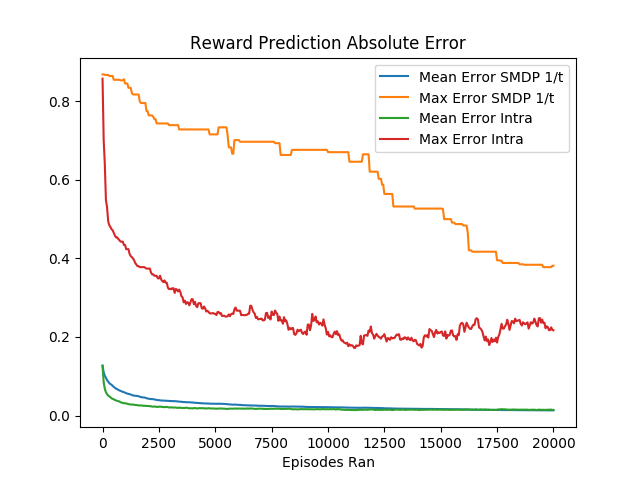 Reward Prediction Absolute Error
Mean Error SMDP 1/t
Max Error SMDP 1/t
Mean Error Intra
Max Error Intra
0.8
0.6
0.4
0.2
0.0
0 2500 5000 7500 10000 12500 15000 17500 20000
Episodes Ran